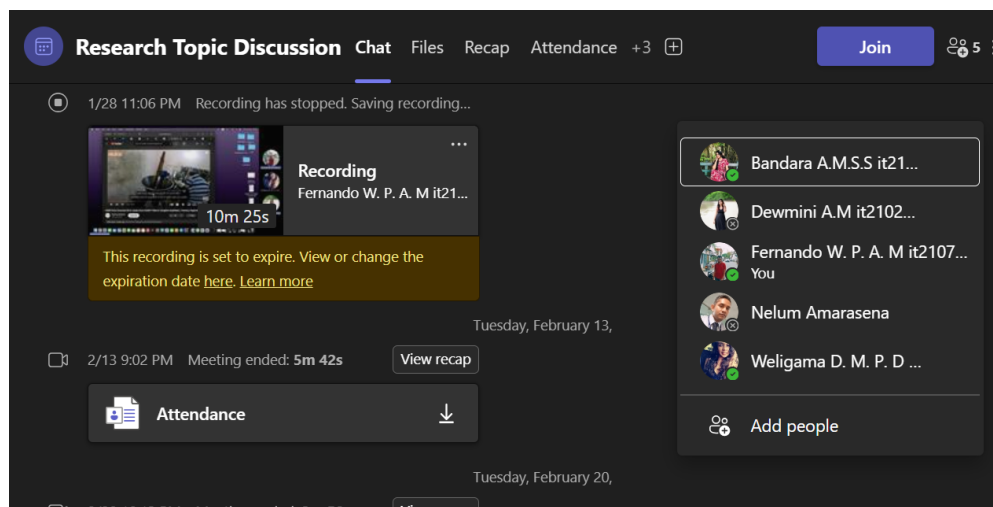 Research Topic Discussion Chat Files Recap Attendance +3 Join 5
1/28 11:06 PM Recording has stopped. Saving recording...
Recording
Fernando W. P. A. M it21...
10m 25s
This recording is set to expire. View or change the
expiration date here. Learn more
Tuesday, February 13,
2/13 9:02 PM Meeting ended: 5m 42s View recap
Attendance
Tuesday, February 20,
Bandara A.M.S.S it21...
Dewmini A.M it2102...
Fernando W. P. A. M it2107...
You
Nelum Amarasena
Weligama D. M. P. D ...
Add people